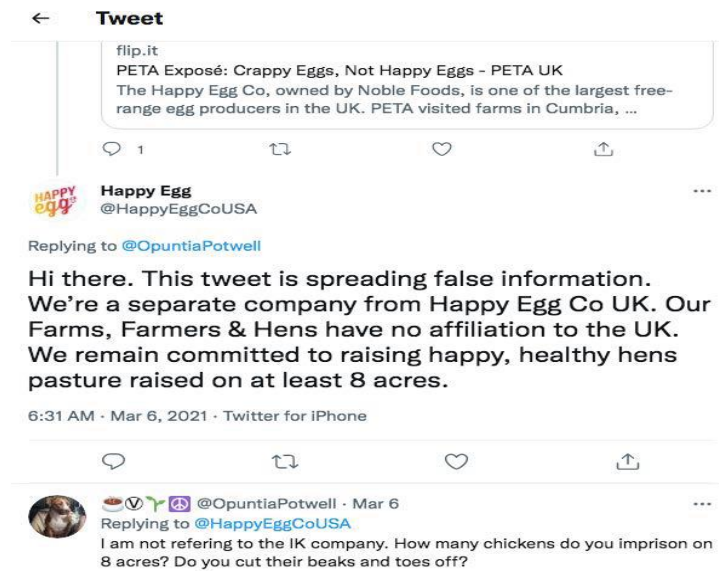 Tweet
flip.it
PETA Exposé: Crappy Eggs, Not Happy Eggs - PETA UK
The Happy Egg Co, owned by Noble Foods, is one of the largest free-
range egg producers in the UK. PETA visited farms in Cumbria, ...
1
HAPPY
egg
Happy Egg
@HappyEggCoUSA
Replying to @OpuntiaPotwell
Hi there. This tweet is spreading false information.
We're a separate company from Happy Egg Co UK. Our
Farms, Farmers & Hens have no affiliation to the UK.
We remain committed to raising happy, healthy hens
pasture raised on at least 8 acres.
6:31 AM · Mar 6, 2021 · Twitter for iPhone
@OpuntiaPotwell · Mar 6
Replying to @HappyEggCoUSA
I am not refering to the IK company. How many chickens do you imprison on
8 acres? Do you cut their beaks and toes off?